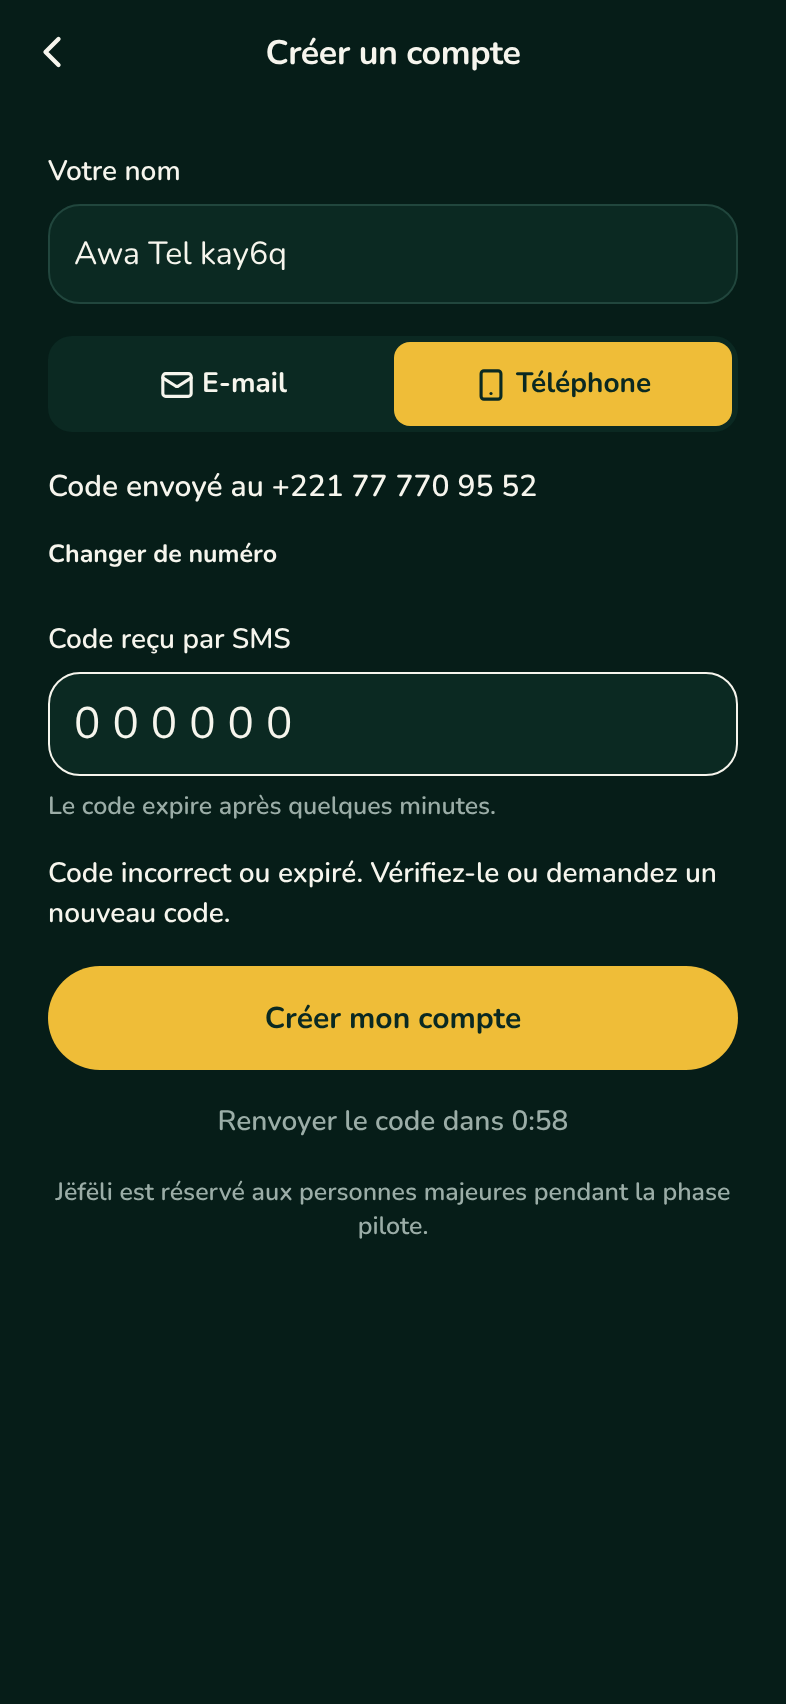 Créer un compte
Votre nom
Awa Tel kay6q
E-mail
Téléphone
Code envoyé au +221 77 770 95 52
Changer de numéro
Code reçu par SMS
0 0 0 0 0 0
Le code expire après quelques minutes.
Code incorrect ou expiré. Vérifiez-le ou demandez un
nouveau code.
Créer mon compte
Renvoyer le code dans 0:58
Jëfëli est réservé aux personnes majeures pendant la phase
pilote.